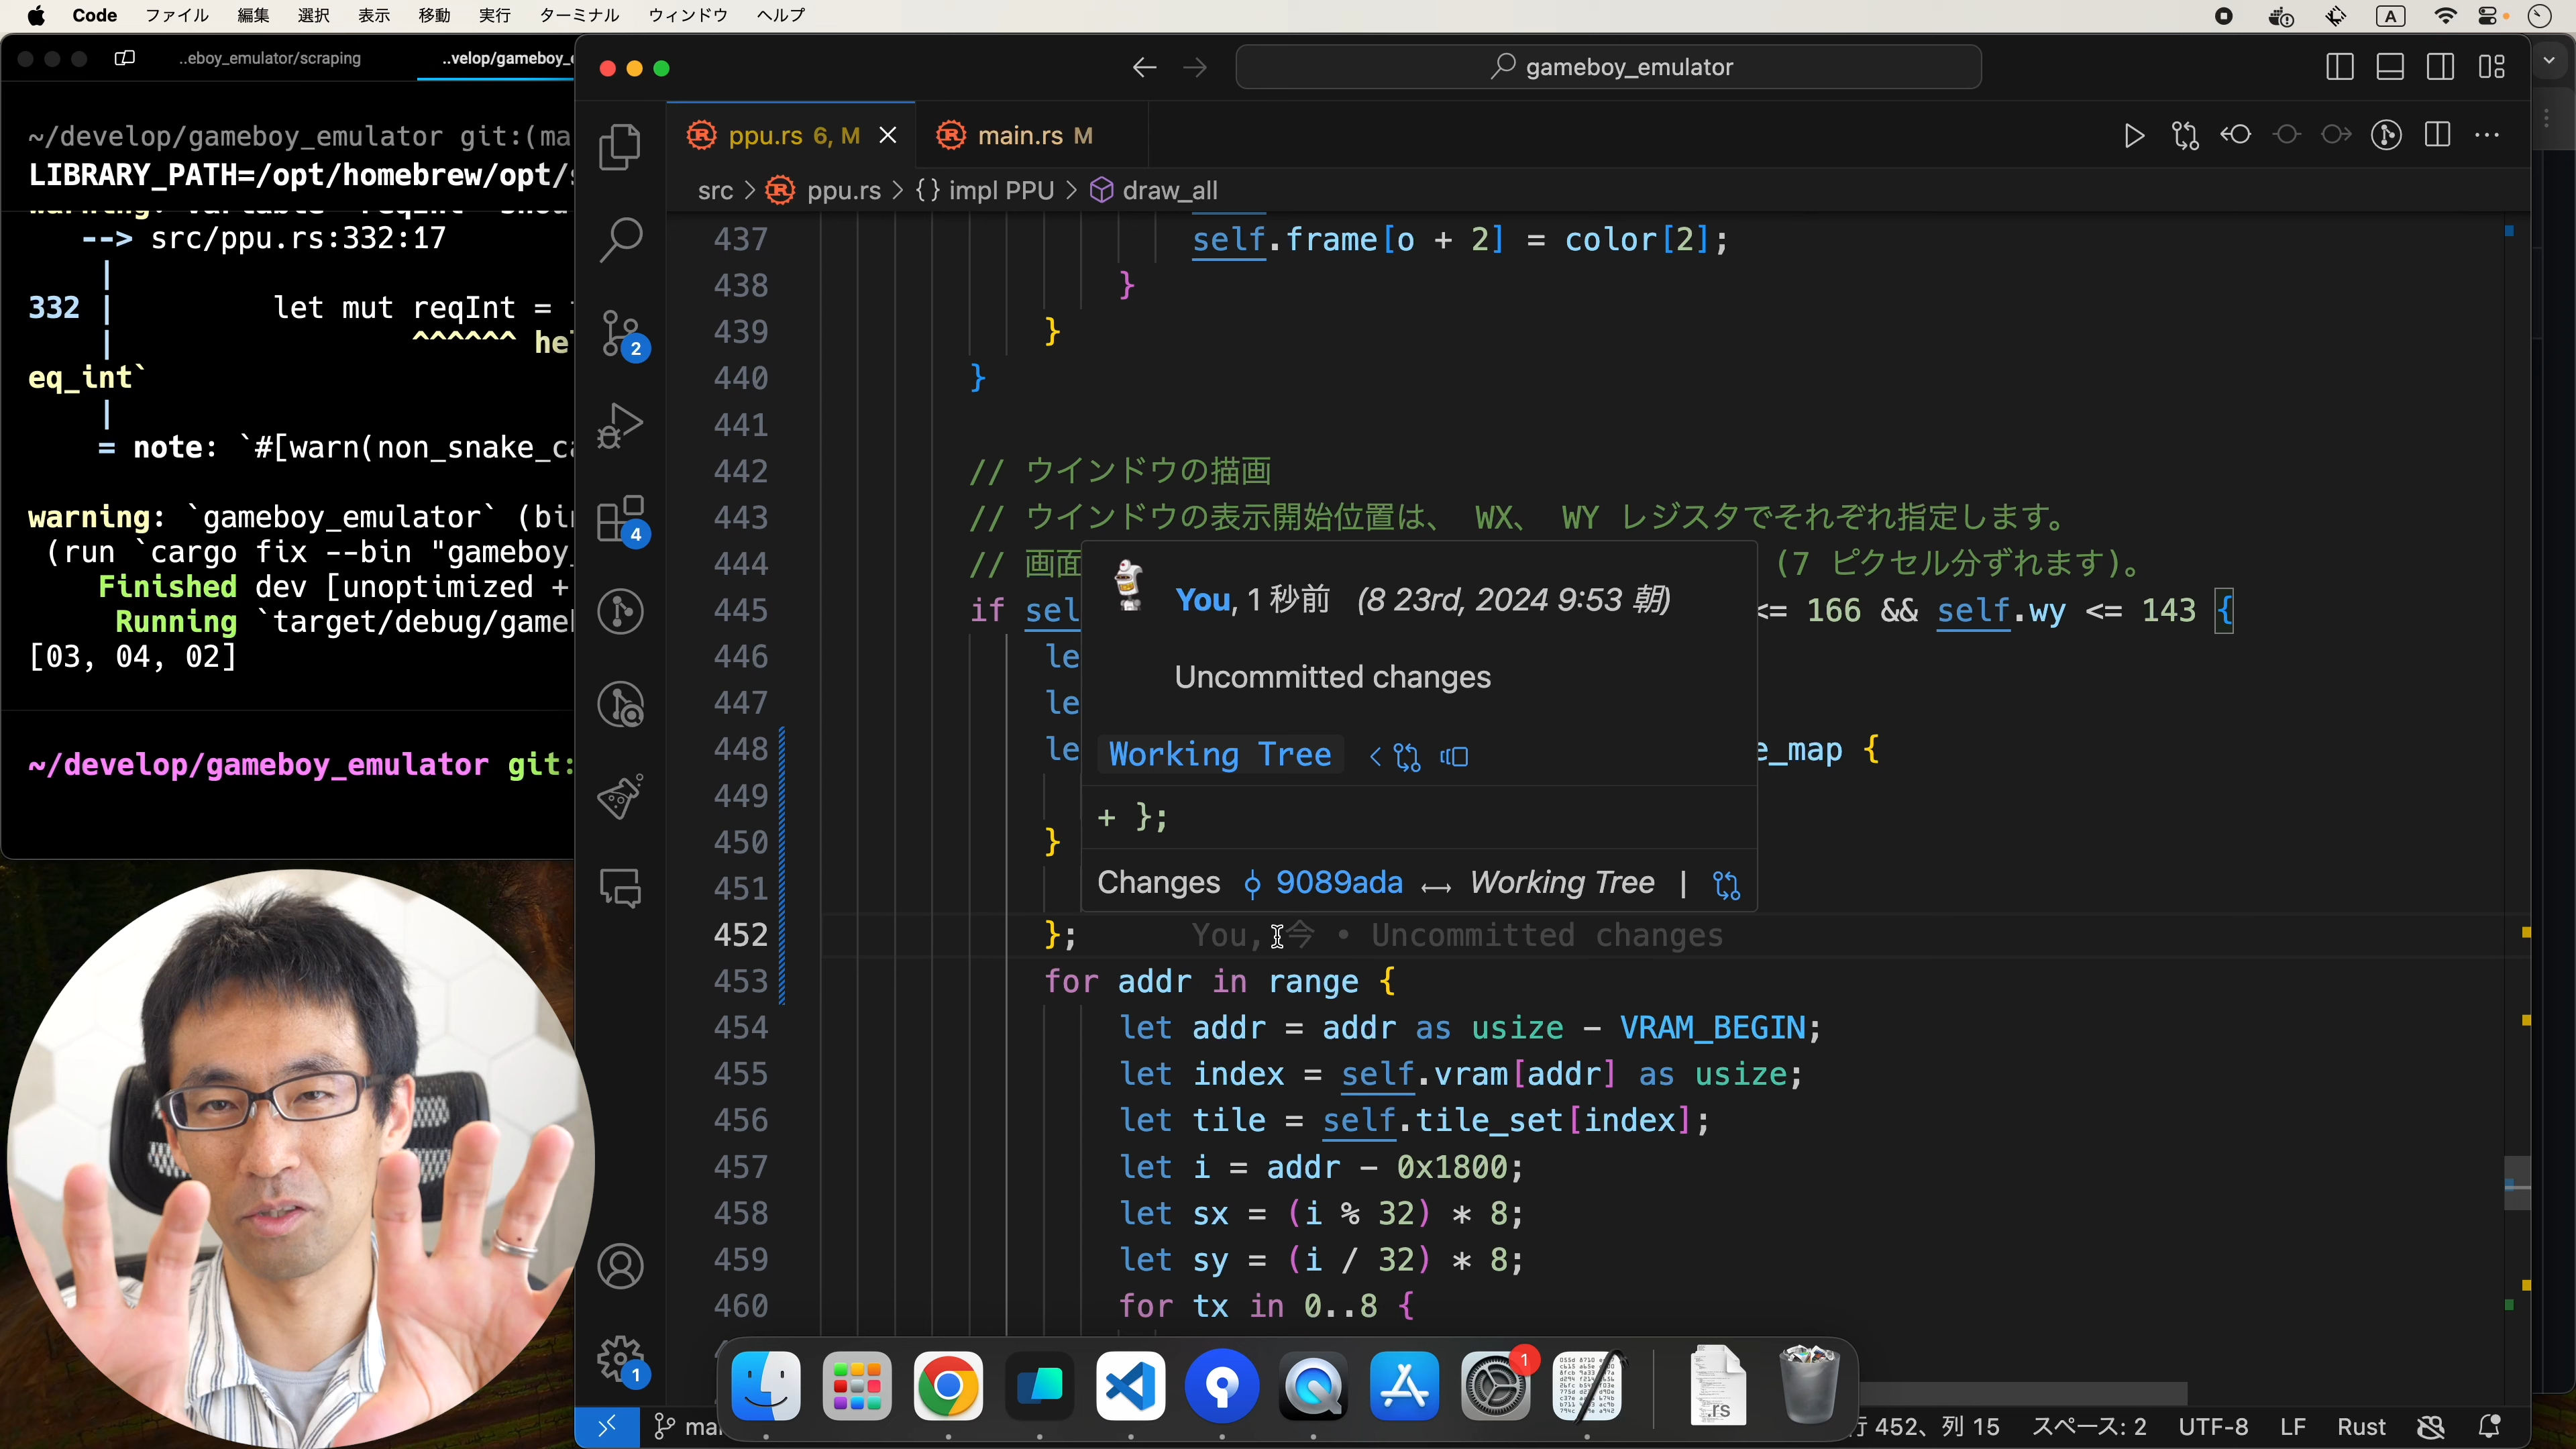 Code ファイル 編集 選択 表示 移動 実行 ターミナル ウィンドウ ヘルプ A
..eboy_emulator/scraping
..velop/gameboy_e
~/develop/gameboy_emulator git:(ma
LIBRARY_PATH=/opt/homebrew/opt/
--> src/ppu.rs:332:17
|
332 | let mut reqInt =
| ^^^^^^ he
eq_int`
|
= note: `#[warn(non_snake_ca
warning: `gameboy_emulator` (bi
(run `cargo fix --bin "gameboy_
Finished dev [unoptimized +
Running `target/debug/game
[03, 04, 02]
~/develop/gameboy_emulator git:
gameboy_emulator
ppu.rs 6, M
main.rs M
src > ppu.rs > {} impl PPU > draw_all
437 self.frame[o + 2] = color[2];
438 }
439 }
440 }
441
442 // ウインドウの描画
443 // ウインドウの表示開始位置は、 WX、 WY レジスタでそれぞれ指定します。
444 // 画面 (7 ピクセル分ずれます)。
445 if sel <= 166 && self.wy <= 143 {
446 le
447 le
448 le e_map {
449
450 }
451
452 }; You, 今 • Uncommitted changes
453 for addr in range {
454 let addr = addr as usize - VRAM_BEGIN;
455 let index = self.vram[addr] as usize;
456 let tile = self.tile_set[index];
457 let i = addr - 0x1800;
458 let sx = (i % 32) * 8;
459 let sy = (i / 32) * 8;
460 for tx in 0..8 {
You, 1 秒前 (8 23rd, 2024 9:53 朝)
Uncommitted changes
Working Tree
+ };
Changes 9089ada ⟷ Working Tree |
2
4
1
1
.rs
mai
行 452、列 15 スペース: 2 UTF-8 LF Rust